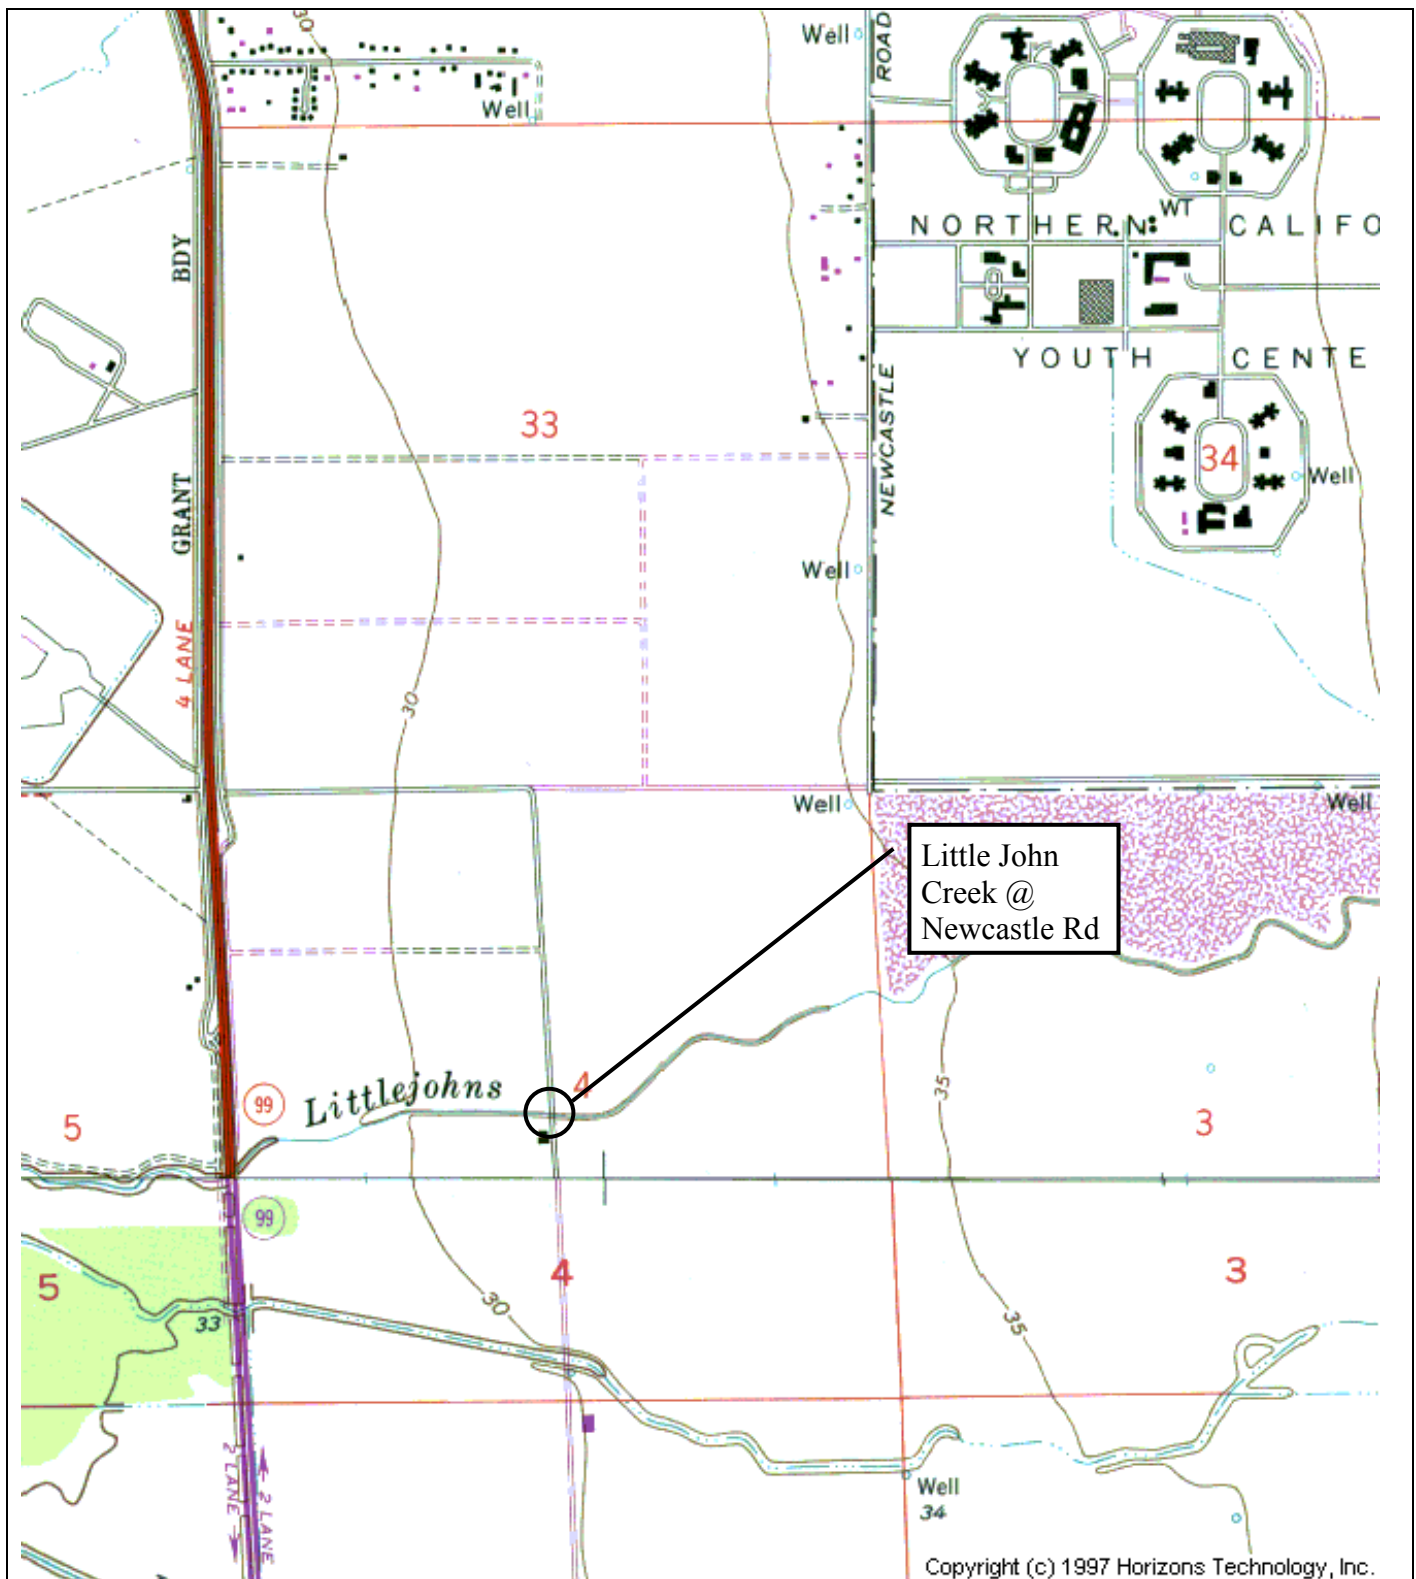 30
Well
ROAD
Well
WT
NORTHERN CALIFO
BDY
YOUTH CENTE
NEWCASTLE
33
34
Well
GRANT
Well
4 LANE
30
Well
Well
Little John
Creek @
Newcastle Rd
35
4
Littlejohns
99
5
3
99
5
4
3
30
33
35
2 LANE
2 LANE
Well
34
Copyright (c) 1997 Horizons Technology, Inc.